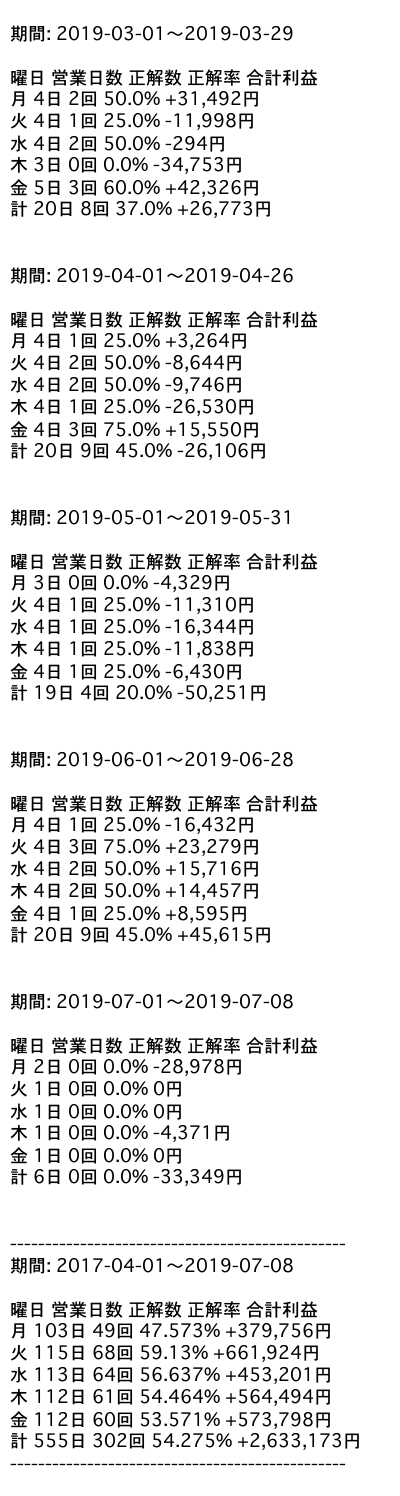 期間: 2019-03-01～2019-03-29
曜日 営業日数 正解数 正解率 合計利益
月 4日 2回 50.0% +31,492円
火 4日 1回 25.0% -11,998円
水 4日 2回 50.0% -294円
木 3日 0回 0.0% -34,753円
金 5日 3回 60.0% +42,326円
計 20日 8回 37.0% +26,773円
期間: 2019-04-01～2019-04-26
曜日 営業日数 正解数 正解率 合計利益
月 4日 1回 25.0% +3,264円
火 4日 2回 50.0% -8,644円
水 4日 2回 50.0% -9,746円
木 4日 1回 25.0% -26,530円
金 4日 3回 75.0% +15,550円
計 20日 9回 45.0% -26,106円
期間: 2019-05-01～2019-05-31
曜日 営業日数 正解数 正解率 合計利益
月 3日 0回 0.0% -4,329円
火 4日 1回 25.0% -11,310円
水 4日 1回 25.0% -16,344円
木 4日 1回 25.0% -11,838円
金 4日 1回 25.0% -6,430円
計 19日 4回 20.0% -50,251円
期間: 2019-06-01～2019-06-28
曜日 営業日数 正解数 正解率 合計利益
月 4日 1回 25.0% -16,432円
火 4日 3回 75.0% +23,279円
水 4日 2回 50.0% +15,716円
木 4日 2回 50.0% +14,457円
金 4日 1回 25.0% +8,595円
計 20日 9回 45.0% +45,615円
期間: 2019-07-01～2019-07-08
曜日 営業日数 正解数 正解率 合計利益
月 2日 0回 0.0% -28,978円
火 1日 0回 0.0% 0円
水 1日 0回 0.0% 0円
木 1日 0回 0.0% -4,371円
金 1日 0回 0.0% 0円
計 6日 0回 0.0% -33,349円
------------------------------------------------
期間: 2017-04-01～2019-07-08
曜日 営業日数 正解数 正解率 合計利益
月 103日 49回 47.573% +379,756円
火 115日 68回 59.13% +661,924円
水 113日 64回 56.637% +453,201円
木 112日 61回 54.464% +564,494円
金 112日 60回 53.571% +573,798円
計 555日 302回 54.275% +2,633,173円
------------------------------------------------